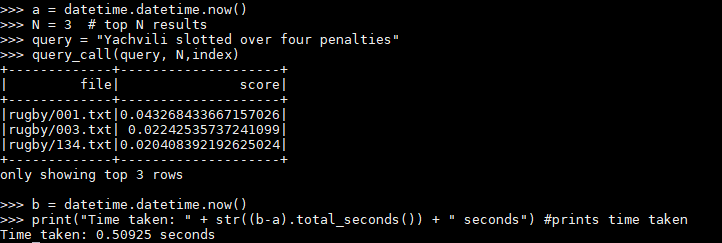 >>> a = datetime.datetime.now()
>>> N = 3  # top N results
>>> query = "Yachvili slotted over four penalties"
>>> query_call(query, N,index)
+-------------+--------------------+
|         file|               score|
+-------------+--------------------+
|rugby/001.txt|0.043268433667157026|
|rugby/003.txt| 0.02242535737241099|
|rugby/134.txt|0.020408392192625024|
+-------------+--------------------+
only showing top 3 rows
>>> b = datetime.datetime.now()
>>> print("Time taken: " + str((b-a).total_seconds()) + " seconds") #prints time taken
Time taken: 0.50925 seconds